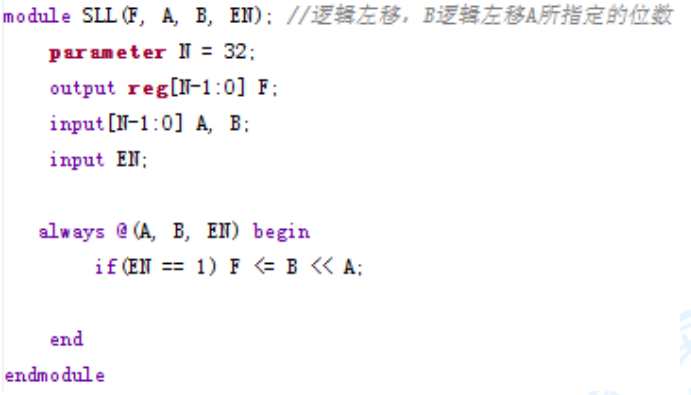 module SLL(F, A, B, EN); //逻辑左移，B逻辑左移A所指定的位数
parameter N = 32;
output reg[N-1:0] F;
input[N-1:0] A, B;
input EN;
always @(A, B, EN) begin
if(EN == 1) F <= B << A;
end
endmodule